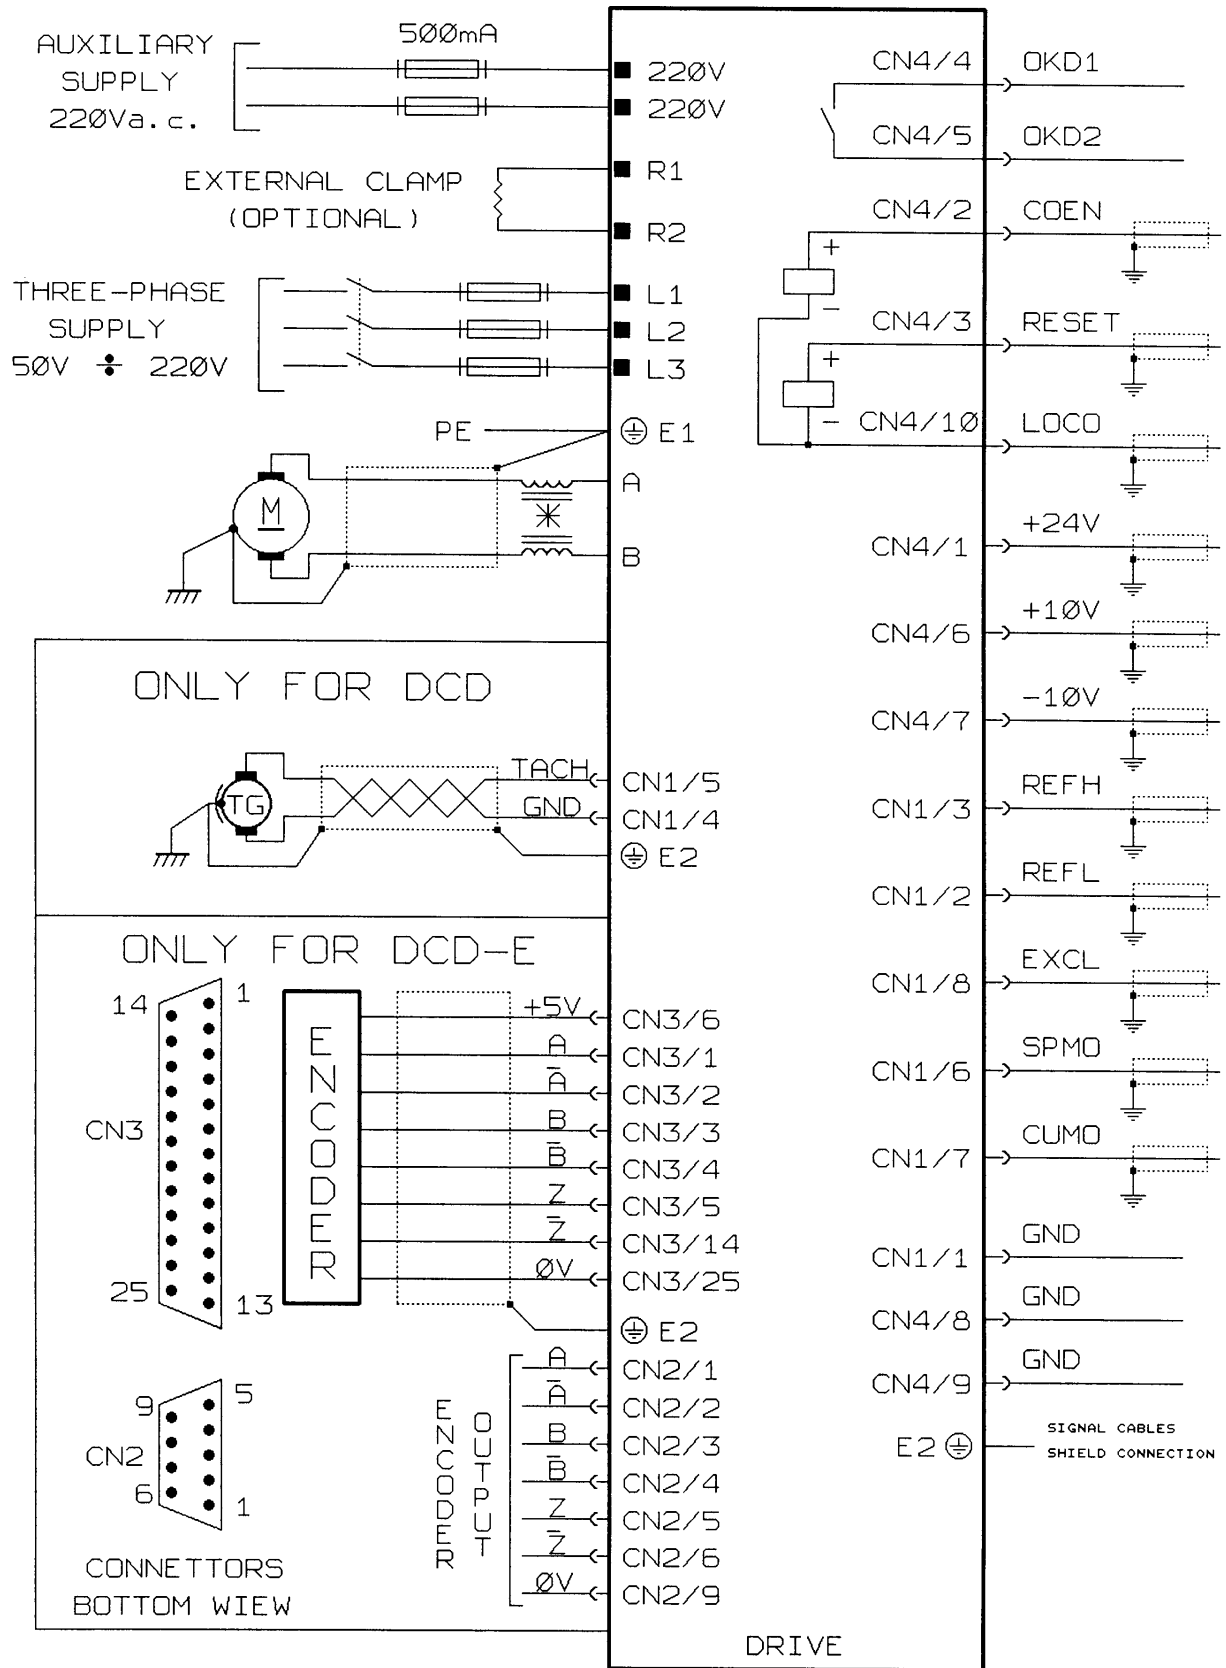 AUXILIARY
SUPPLY
220Va.c.
500mA
220V
220V
EXTERNAL CLAMP
(OPTIONAL)
R1
R2
THREE-PHASE
SUPPLY
50V ÷ 220V
L1
L2
L3
PE
E1
M
A
B
ONLY FOR DCD
TG
TACH
CN1/5
GND
CN1/4
E2
ONLY FOR DCD-E
14
1
CN3
25
13
ENCODER
+5V
CN3/6
A
CN3/1
A̅
CN3/2
B
CN3/3
B̅
CN3/4
Z
CN3/5
Z̅
CN3/14
0V
CN3/25
E2
9
5
CN2
6
1
CONNETTORS
BOTTOM WIEW
ENCODER
OUTPUT
A
CN2/1
A̅
CN2/2
B
CN2/3
B̅
CN2/4
Z
CN2/5
Z̅
CN2/6
0V
CN2/9
CN4/4
OKD1
CN4/5
OKD2
CN4/2
COEN
+
-
CN4/3
RESET
+
-
CN4/10
LOCO
CN4/1
+24V
CN4/6
+10V
CN4/7
-10V
CN1/3
REFH
CN1/2
REFL
CN1/8
EXCL
CN1/6
SPMO
CN1/7
CUMO
CN1/1
GND
CN4/8
GND
CN4/9
GND
E2
SIGNAL CABLES
SHIELD CONNECTION
DRIVE